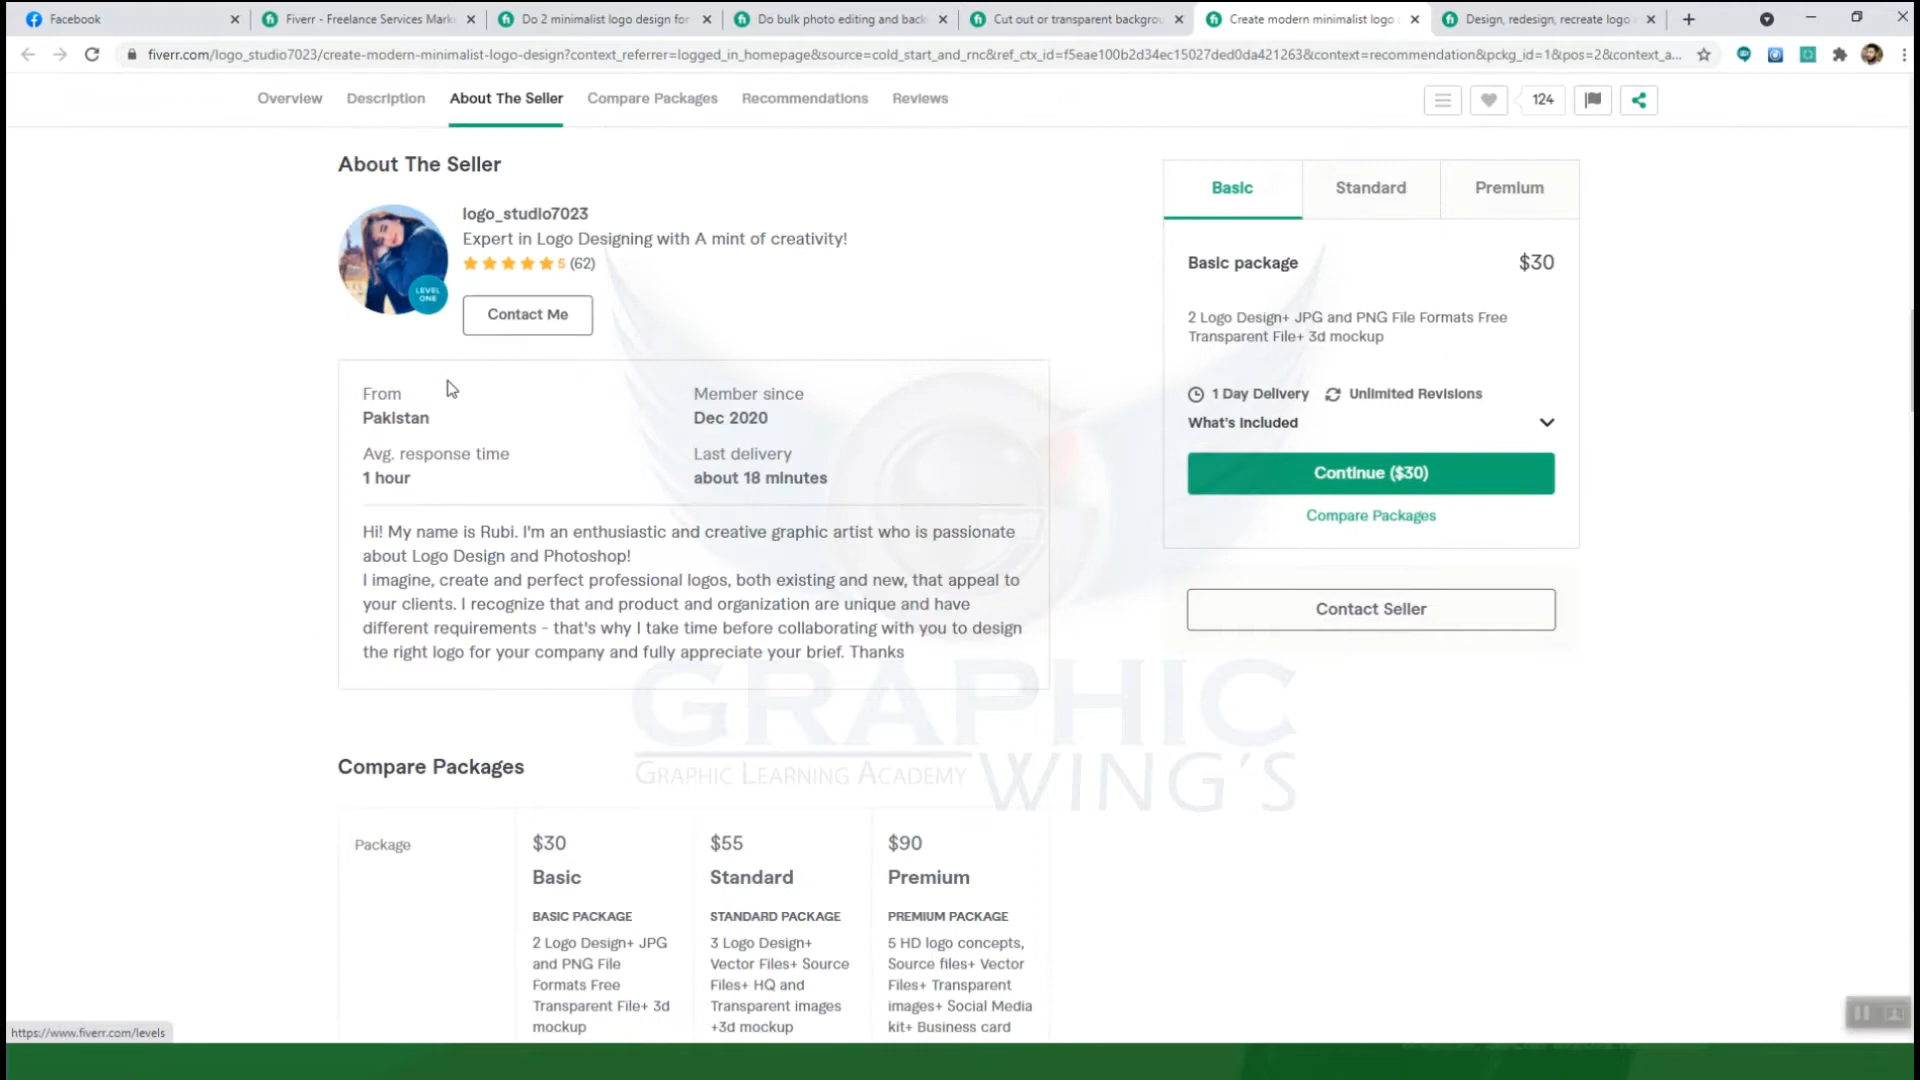 Facebook
Fiverr - Freelance Services Mark
Do 2 minimalist logo design for
Do bulk photo editing and back
Cut out or transparent backgrou
Create modern minimalist logo
Design, redesign, recreate logo
fiverr.com/logo_studio7023/create-modern-minimalist-logo-design?context_referrer=logged_in_homepage&source=cold_start_and_rnc&ref_ctx_id=f5eae100b2d34ec15027ded0da421263&context=recommendation&pckg_id=1&pos=2&context_a...
Overview
Description
About The Seller
Compare Packages
Recommendations
Reviews
124
About The Seller
logo_studio7023
Expert in Logo Designing with A mint of creativity!
5 (62)
LEVEL
ONE
Contact Me
From
Pakistan
Member since
Dec 2020
Avg. response time
1 hour
Last delivery
about 18 minutes
Hi! My name is Rubi. I'm an enthusiastic and creative graphic artist who is passionate
about Logo Design and Photoshop!
I imagine, create and perfect professional logos, both existing and new, that appeal to
your clients. I recognize that and product and organization are unique and have
different requirements - that's why I take time before collaborating with you to design
the right logo for your company and fully appreciate your brief. Thanks
Basic
Standard
Premium
Basic package
$30
2 Logo Design+ JPG and PNG File Formats Free
Transparent File+ 3d mockup
1 Day Delivery
Unlimited Revisions
What's Included
Continue ($30)
Compare Packages
Contact Seller
GRAPHIC
GRAPHIC LEARNING ACADEMY
WING'S
Compare Packages
Package
$30
Basic
BASIC PACKAGE
2 Logo Design+ JPG
and PNG File
Formats Free
Transparent File+ 3d
mockup
$55
Standard
STANDARD PACKAGE
3 Logo Design+
Vector Files+ Source
Files+ HQ and
Transparent images
+3d mockup
$90
Premium
PREMIUM PACKAGE
5 HD logo concepts,
Source files+ Vector
Files+ Transparent
images+ Social Media
kit+ Business card
https://www.fiverr.com/levels